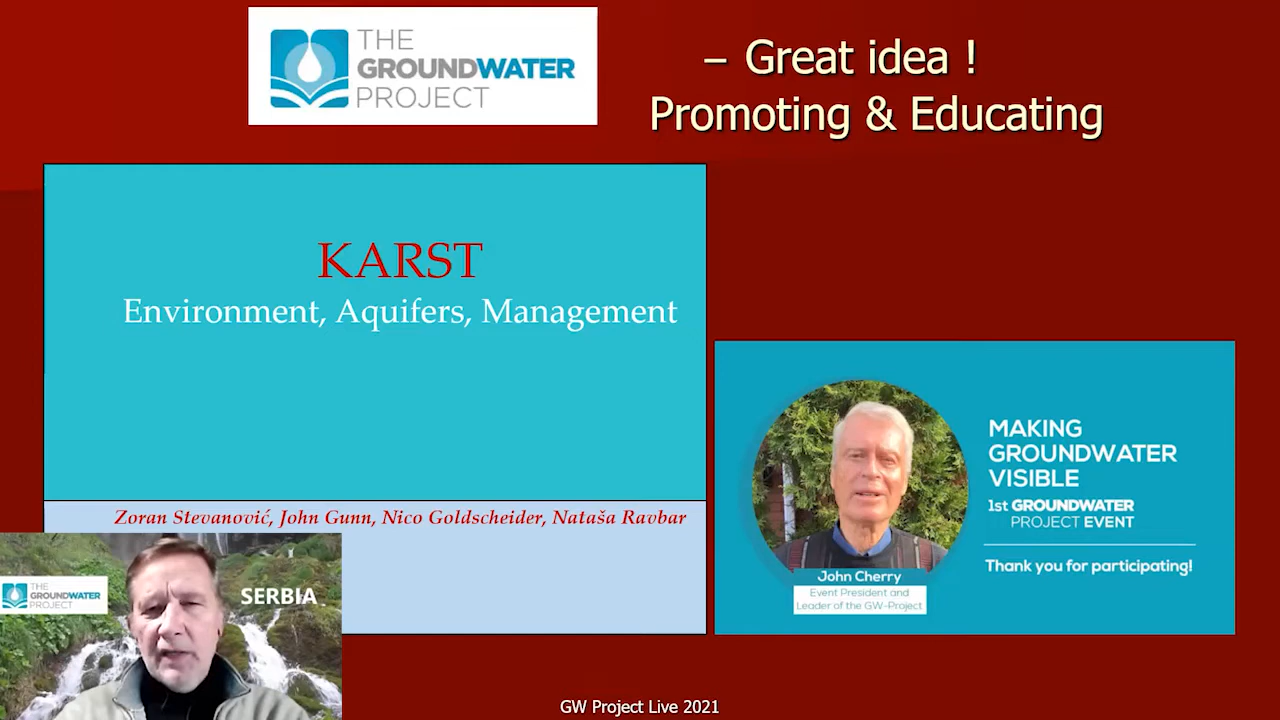 THE
GROUNDWATER
PROJECT
– Great idea !
Promoting & Educating
KARST
Environment, Aquifers, Management
Zoran Stevanović, John Gunn, Nico Goldscheider, Nataša Ravbar
MAKING
GROUNDWATER
VISIBLE
1st GROUNDWATER
PROJECT EVENT
Thank you for participating!
John Cherry
Event President and
Leader of the GW-Project
THE
GROUNDWATER
PROJECT
SERBIA
GW Project Live 2021